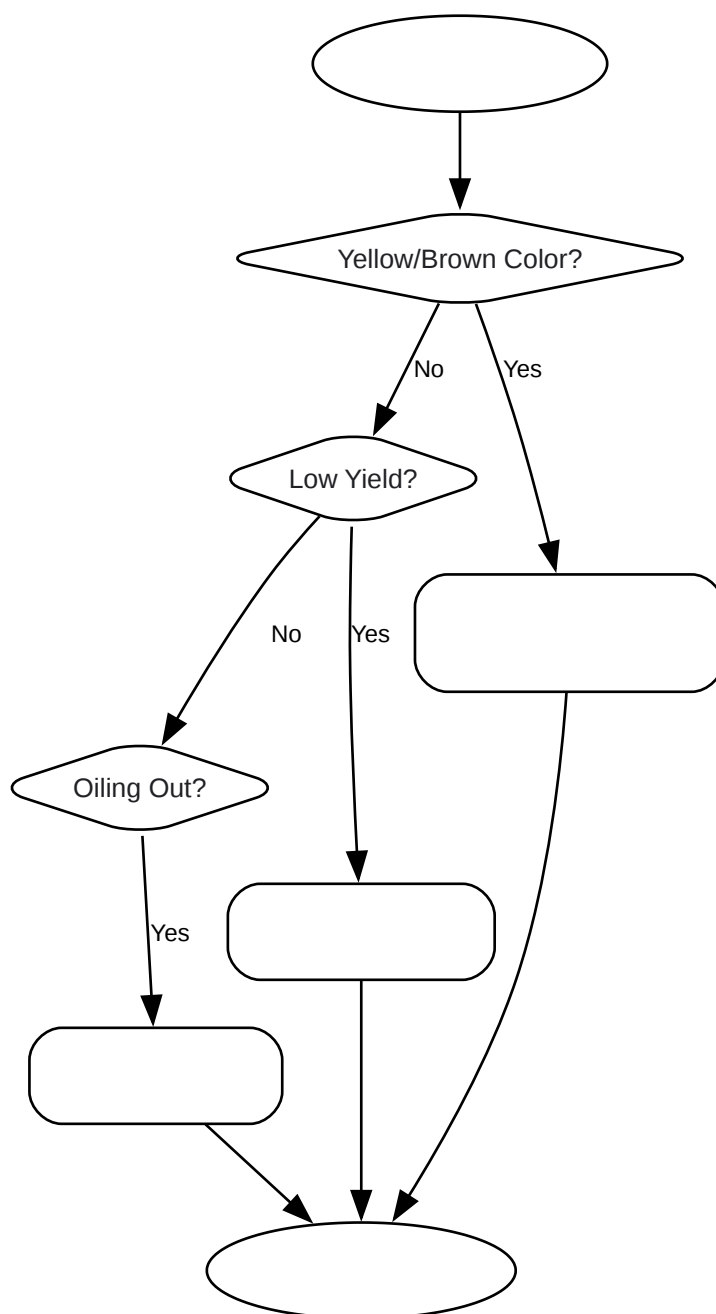 Yellow/Brown Color?
No
Yes
Low Yield?
No
Yes
Oiling Out?
Yes